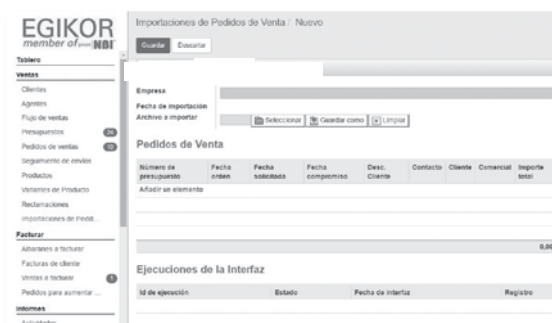 EGIKOR
member of NBI
Importaciones de Pedidos de Venta / Nuevo
Guardar Descartar
Tablero
Ventas
Clientes
Agentes
Flujo de ventas
Presupuestos 24
Pedidos de ventas 10
Seguimiento de envíos
Productos
Variantes de Producto
Reclamaciones
Importaciones de Pedid...
Facturar
Albaranes a facturar
Facturas de cliente
Ventas a facturar 1
Pedidos para aumentar ...
Informes
Actividades
Empresa
Fecha de importación
Archivo a importar Seleccionar Guardar como Limpiar
Pedidos de Venta
Número de presupuesto Fecha orden Fecha solicitada Fecha compromiso Desc. Cliente Contacto Cliente Comercial Importe total
Añadir un elemento
0,00
Ejecuciones de la Interfaz
Id de ejecución Estado Fecha de interfaz Registro